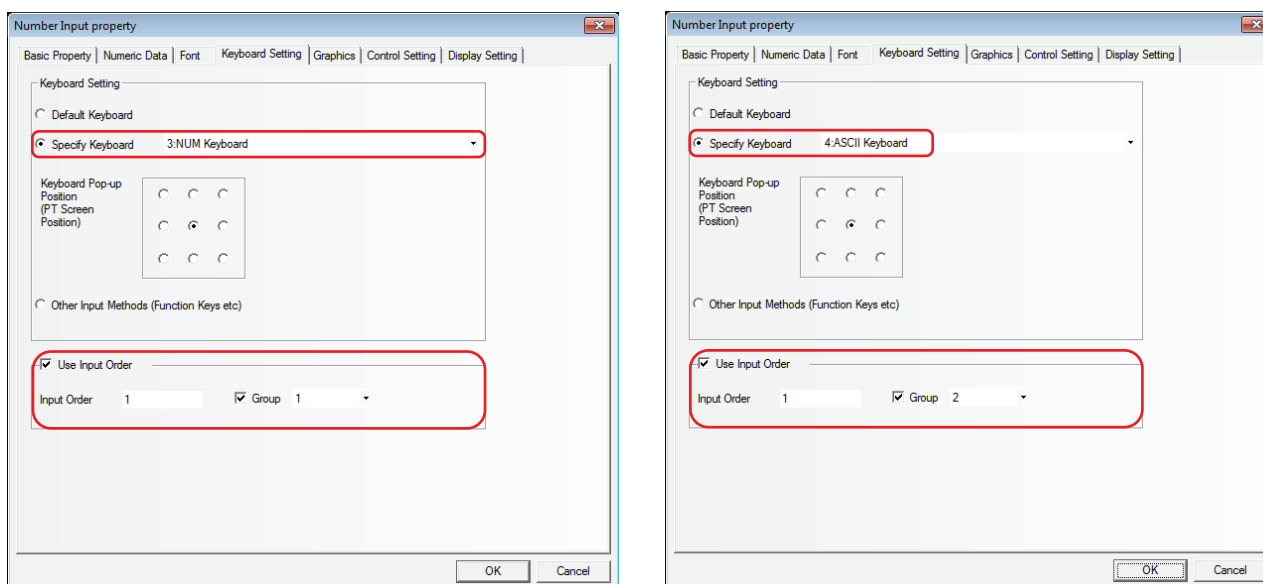 Number Input property
Basic Property Numeric Data Font Keyboard Setting Graphics Control Setting Display Setting
Keyboard Setting
Default Keyboard
Specify Keyboard 3:NUM Keyboard
Keyboard Pop-up
Position
(PT Screen
Position)
Other Input Methods (Function Keys etc)
Use Input Order
Input Order 1 Group 1
OK Cancel
Number Input property
Basic Property Numeric Data Font Keyboard Setting Graphics Control Setting Display Setting
Keyboard Setting
Default Keyboard
Specify Keyboard 4:ASCII Keyboard
Keyboard Pop-up
Position
(PT Screen
Position)
Other Input Methods (Function Keys etc)
Use Input Order
Input Order 1 Group 2
OK Cancel